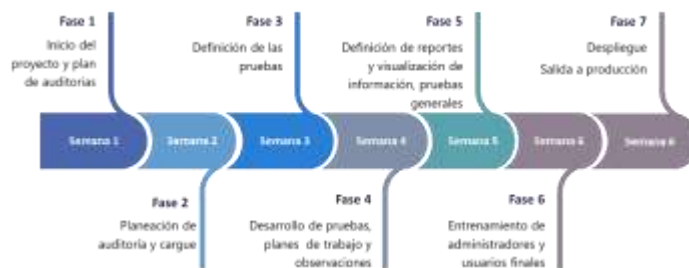 Fase 1
Inicio del
proyecto y plan
de auditorias
Fase 3
Definición de las
pruebas
Fase 5
Definición de reportes
y visualización de
información, pruebas
generales
Fase 7
Despliegue
Salida a producción
Semana 1
Semana 2
Semana 3
Semana 4
Semana 5
Semana 6
Semana 6
Fase 2
Planeación de
auditoría y cargue
Fase 4
Desarrollo de pruebas,
planes de trabajo y
observaciones
Fase 6
Entrenamiento de
administradores y
usuarios finales